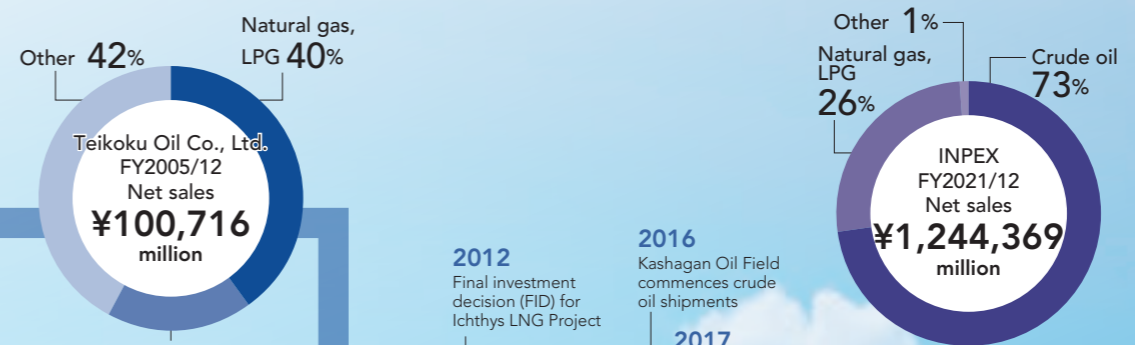 Other 42%
Natural gas,
LPG 40%
Teikoku Oil Co., Ltd.
FY2005/12
Net sales
¥100,716
million
2012
Final investment
decision (FID) for
Ichthys LNG Project
2016
Kashagan Oil Field
commences crude
oil shipments
2017
Other 1%
Natural gas,
LPG
26%
Crude oil
73%
INPEX
FY2021/12
Net sales
¥1,244,369
million